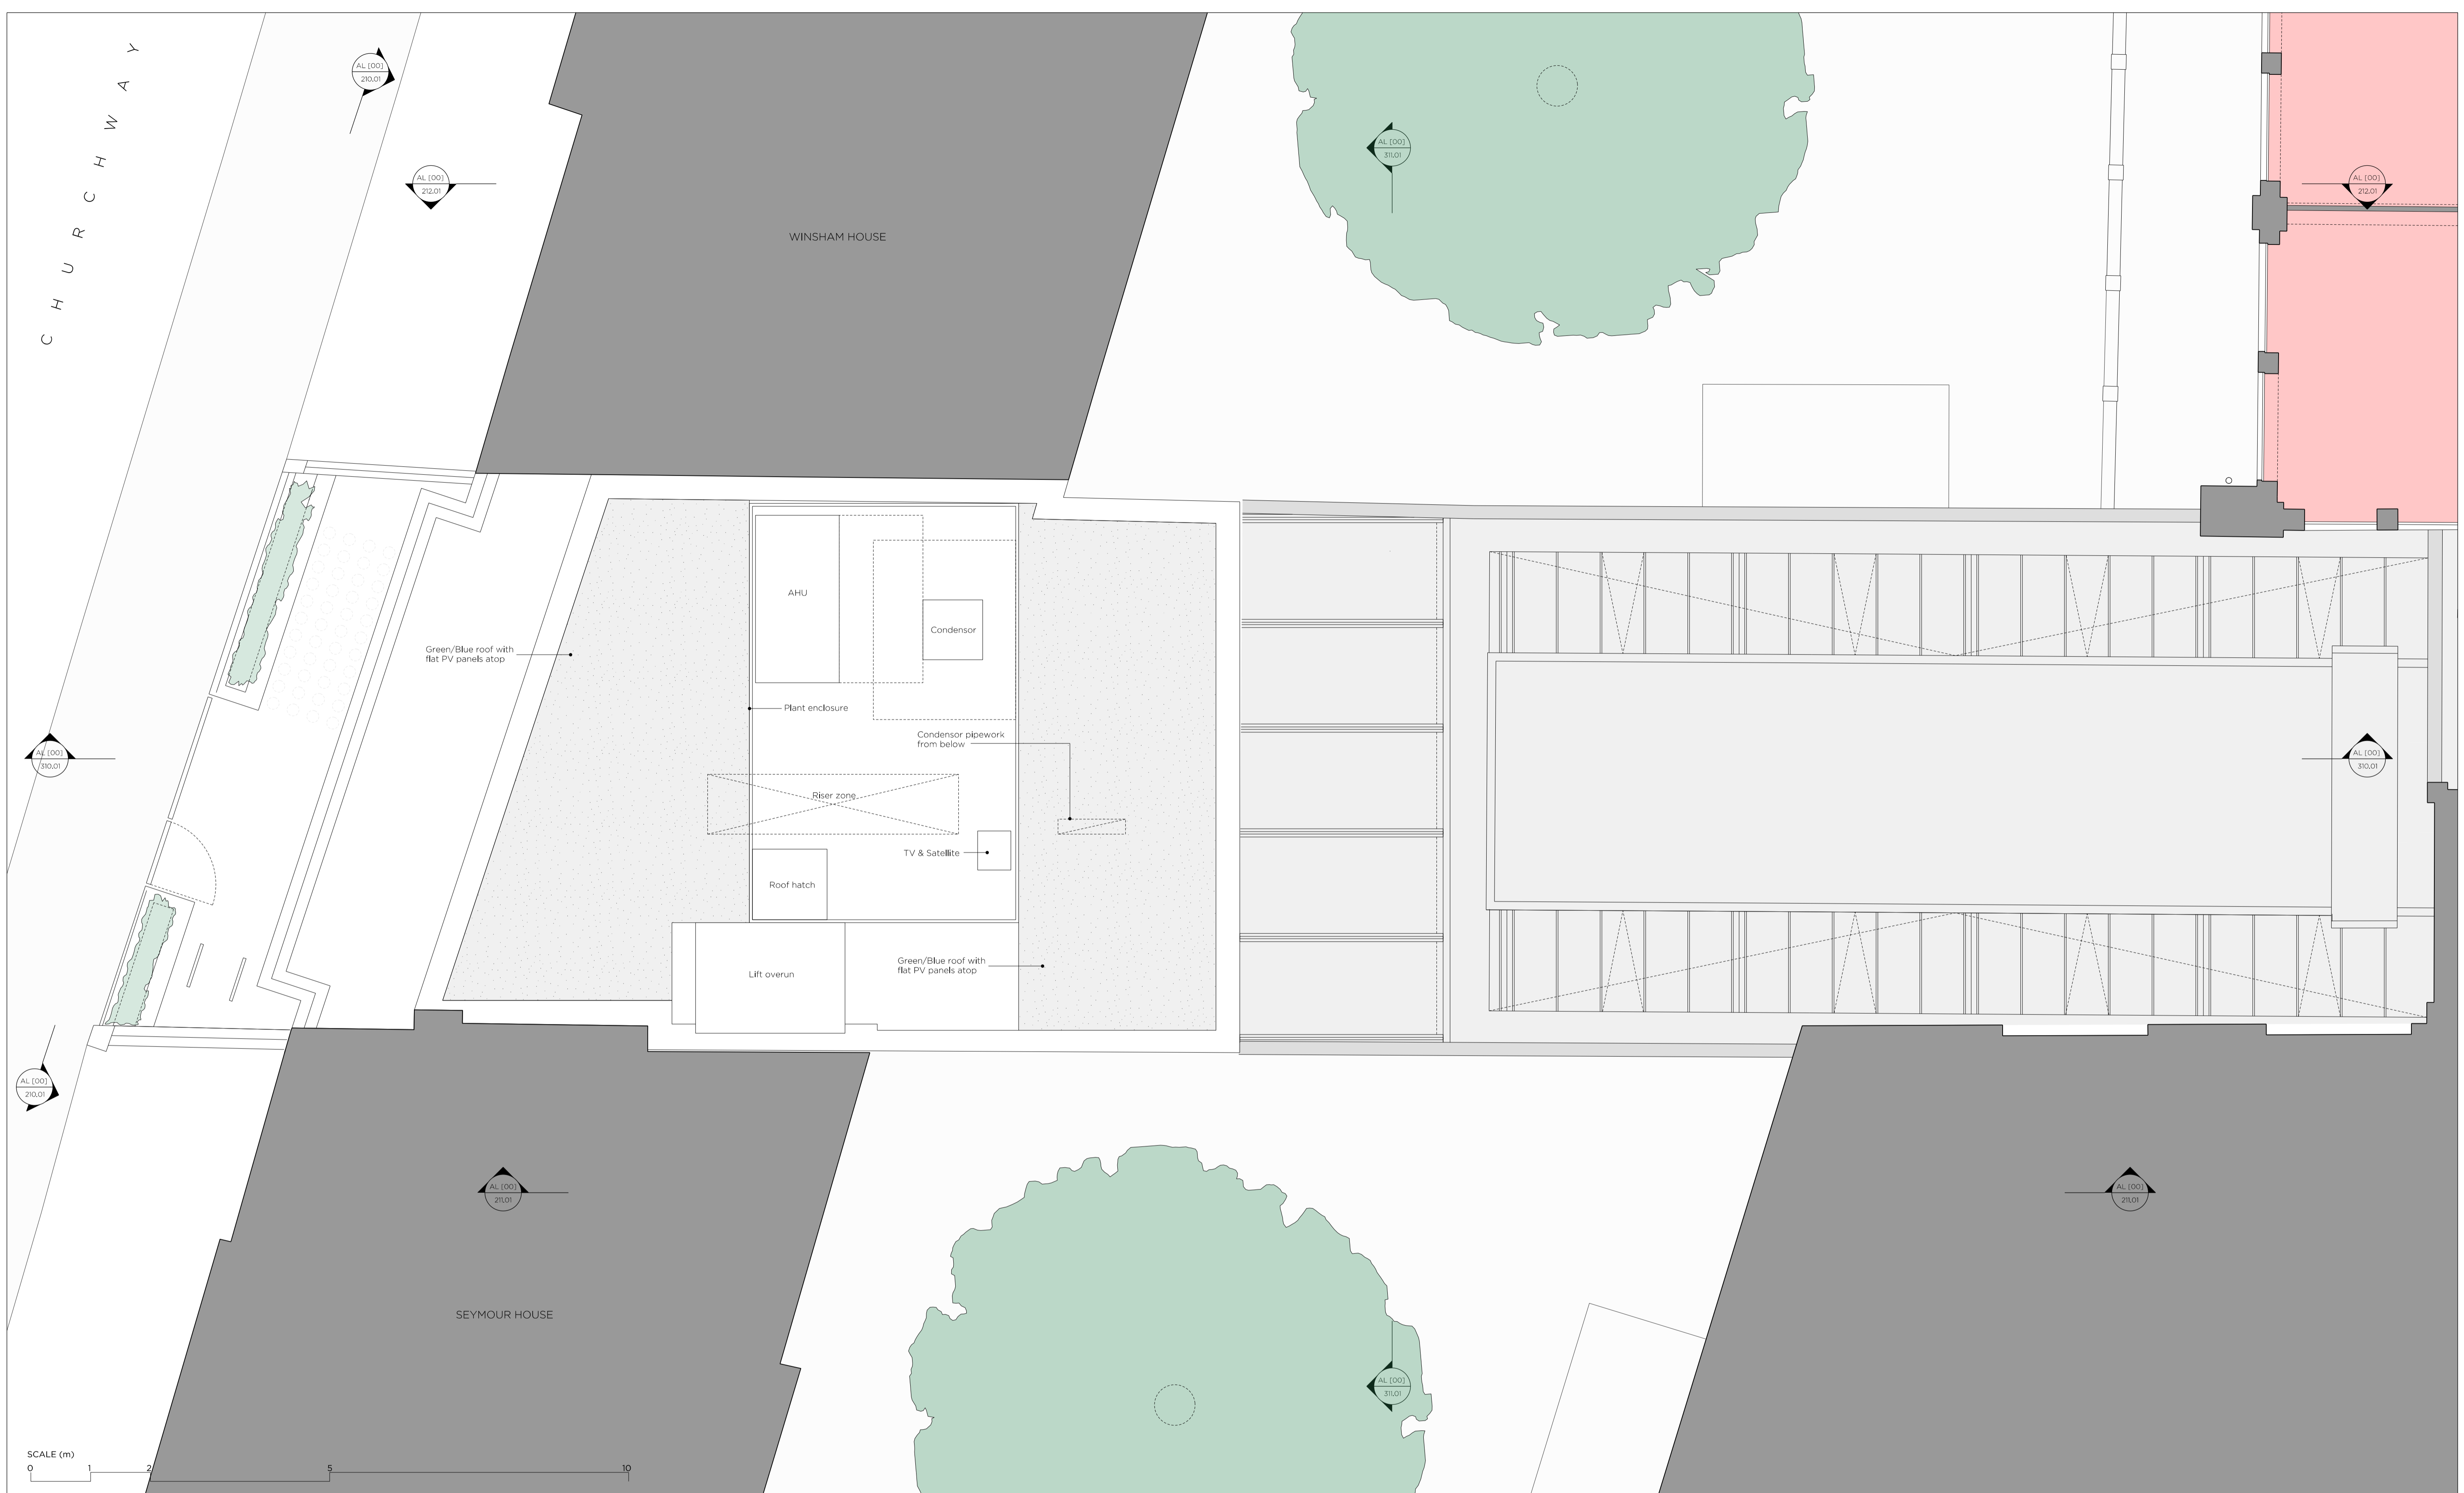 CHURCHWAY
AL [00]
210.01
AL [00]
212.01
WINSHAM HOUSE
AL [00]
311.01
AL [00]
212.01
AHU
Condensor
Green/Blue roof with
flat PV panels atop
Plant enclosure
Condensor pipework
from below
AL [00]
310.01
AL [00]
310.01
Riser zone
TV & Satellite
Roof hatch
Lift overun
Green/Blue roof with
flat PV panels atop
AL [00]
210.01
AL [00]
211.01
AL [00]
211.01
SEYMOUR HOUSE
AL [00]
311.01
SCALE (m)
0 1 2 5 10